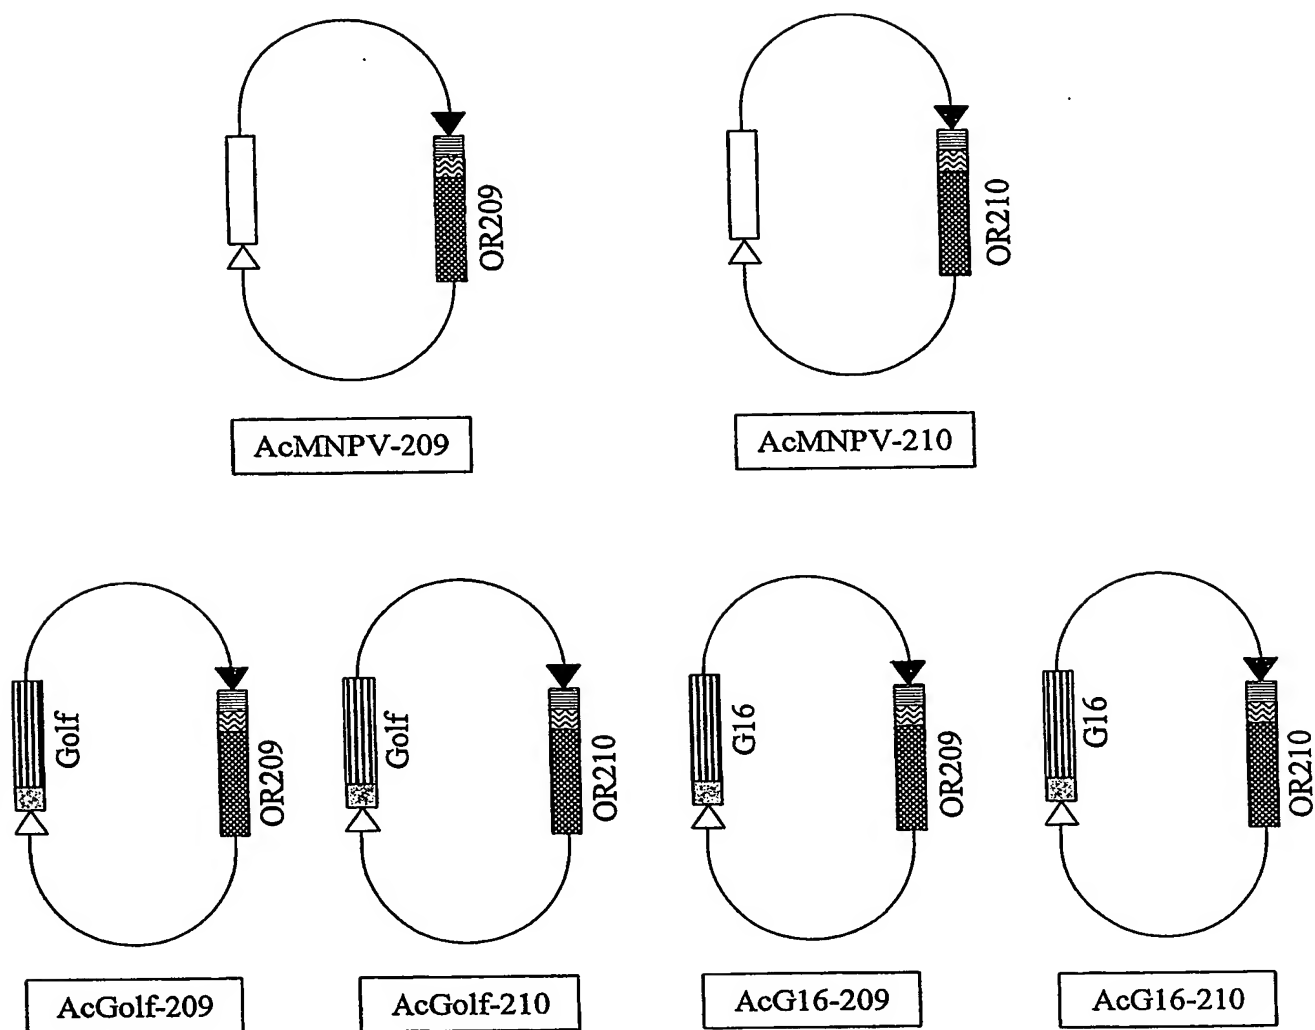 OR209
OR210
AcMNPV-209
AcMNPV-210
Golf
OR209
Golf
OR210
G16
OR209
G16
OR210
AcGolf-209
AcGolf-210
AcG16-209
AcG16-210